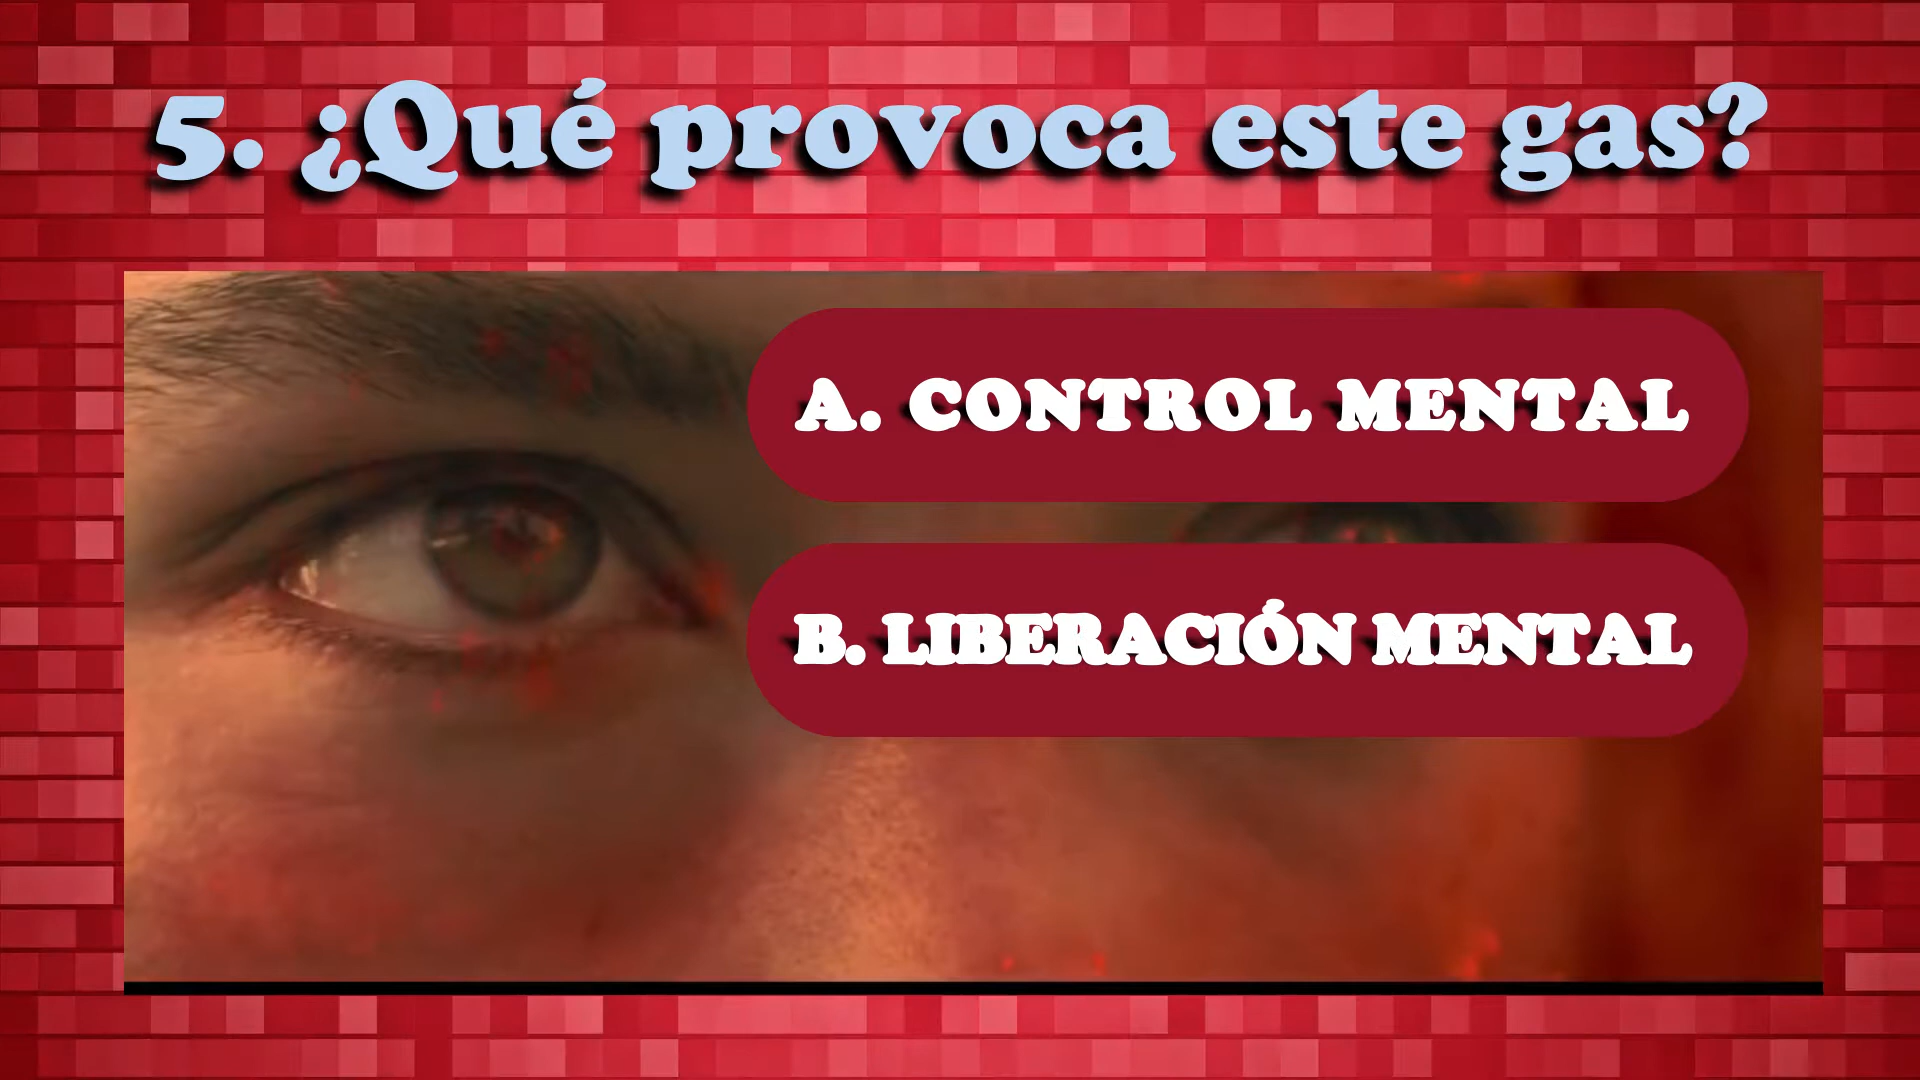 5. ¿Qué provoca este gas?
A. CONTROL MENTAL
B. LIBERACIÓN MENTAL